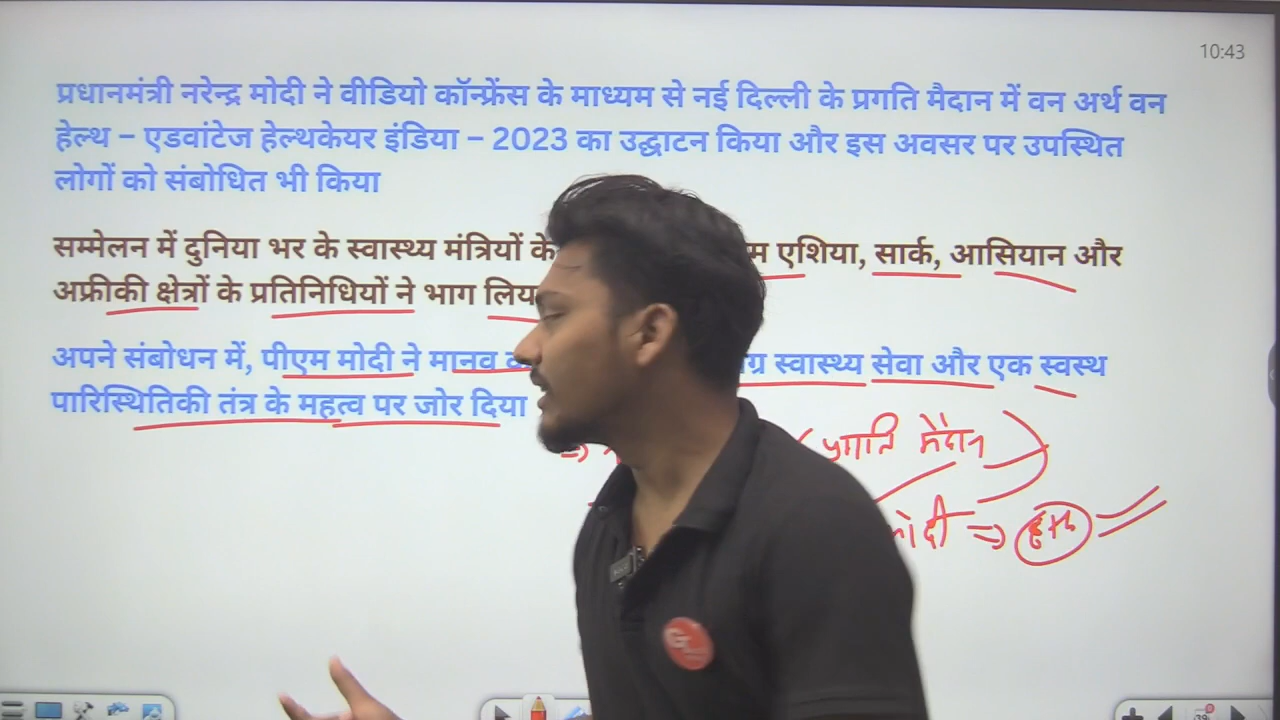 10:43
प्रधानमंत्री नरेन्द्र मोदी ने वीडियो कॉन्फ्रेंस के माध्यम से नई दिल्ली के प्रगति मैदान में वन अर्थ वन
हेल्थ – एडवांटेज हेल्थकेयर इंडिया – 2023 का उद्घाटन किया और इस अवसर पर उपस्थित
लोगों को संबोधित भी किया
सम्मेलन में दुनिया भर के स्वास्थ्य मंत्रियों के एशिया, सार्क, आसियान और
अफ्रीकी क्षेत्रों के प्रतिनिधियों ने भाग
अपने संबोधन में, पीएम मोदी ने मानव स्वास्थ्य सेवा और एक स्वस्थ
पारिस्थितिकी तंत्र के महत्व पर जोर दिया
प्रगति मैदान